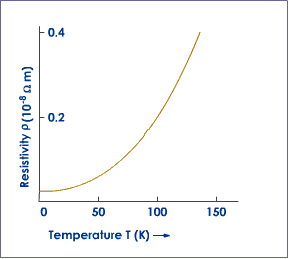 0.4
0.2
Resistivity ρ (10⁻⁸ Ω m)
0 50 100 150
Temperature T (K) →